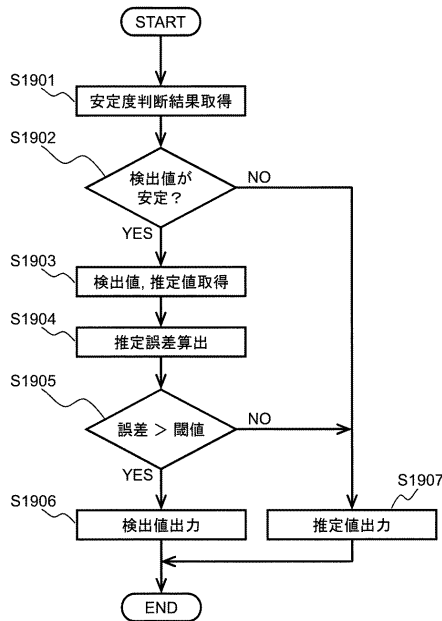 START
S1901
安定度判断結果取得
S1902
検出値が
安定？
NO
YES
S1903
検出値, 推定値取得
S1904
推定誤差算出
S1905
誤差 ＞ 閾値
NO
YES
S1906
検出値出力
S1907
推定値出力
END